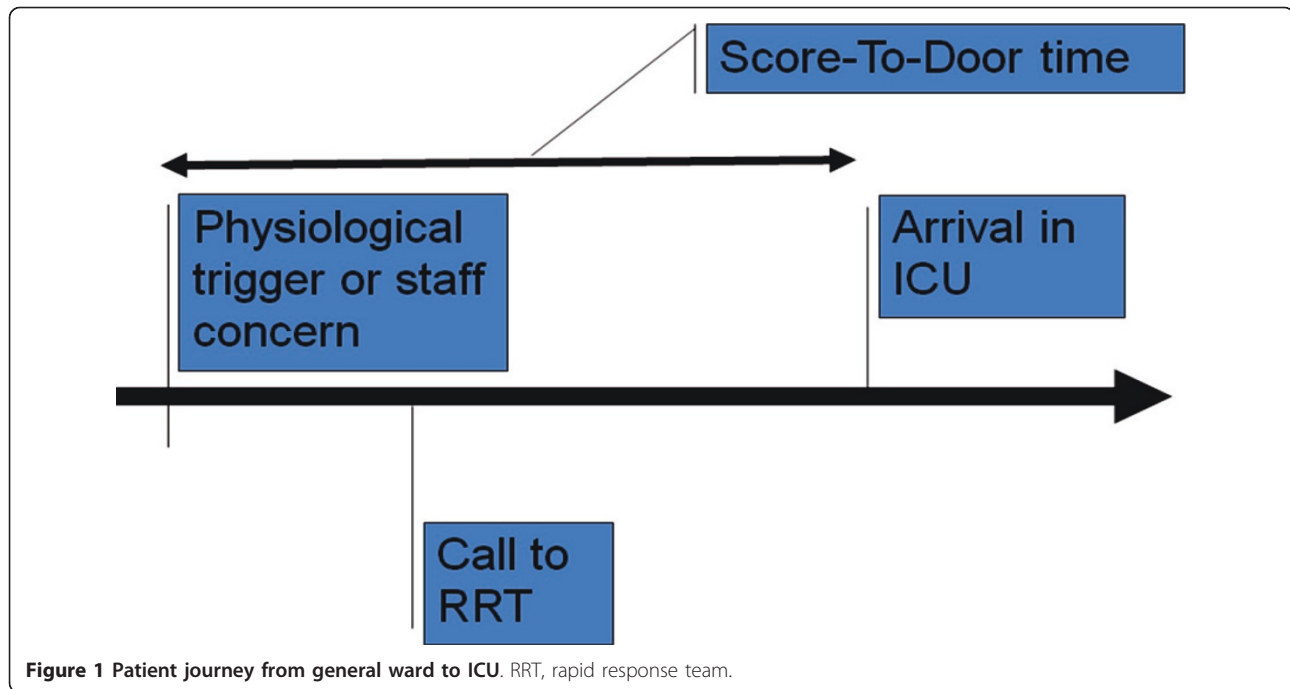 Score-To-Door time
Physiological
trigger or staff
concern
Arrival in
ICU
Call to
RRT
Figure 1 Patient journey from general ward to ICU. RRT, rapid response team.